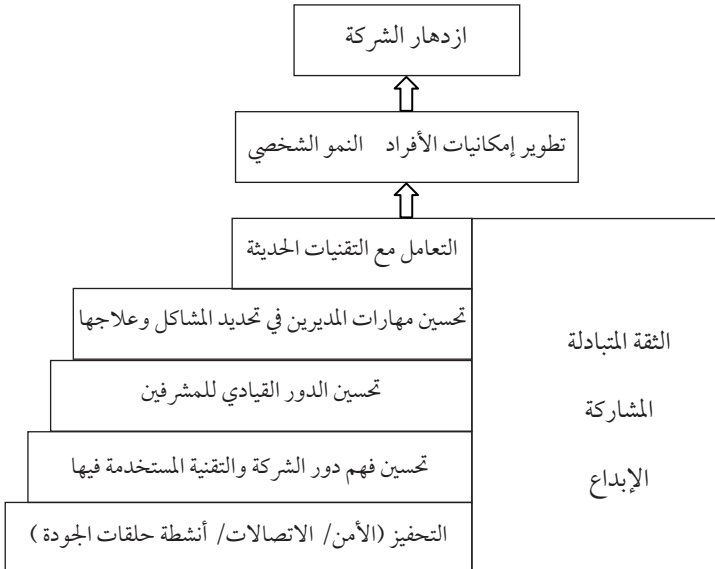 ازدهار الشركة
تطوير إمكانيات الأفراد النمو الشخصي
التعامل مع التقنيات الحديثة
تحسين مهارات المديرين في تحديد المشاكل وعلاجها
تحسين الدور القيادي للمشرفين
تحسين فهم دور الشركة والتقنية المستخدمة فيها
التحفيز (الأمن/ الاتصالات/ أنشطة حلقات الجودة )
الثقة المتبادلة
المشاركة
الإبداع